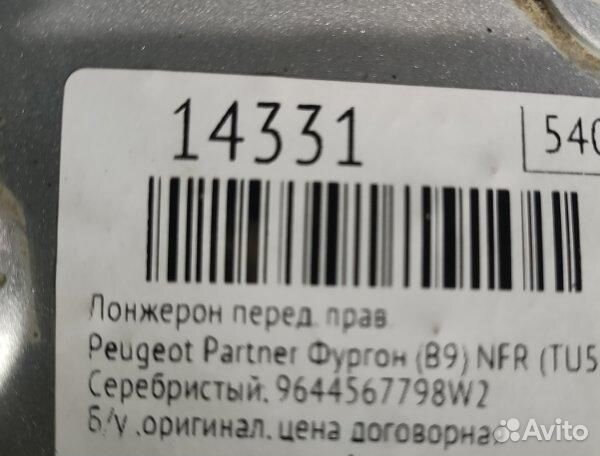 14331
540
Лонжерон перед. прав.
Peugeot Partner Фургон (B9) NFR (TU5
Серебристый. 9644567798W2
б/у .оригинал. цена договорная
Avito